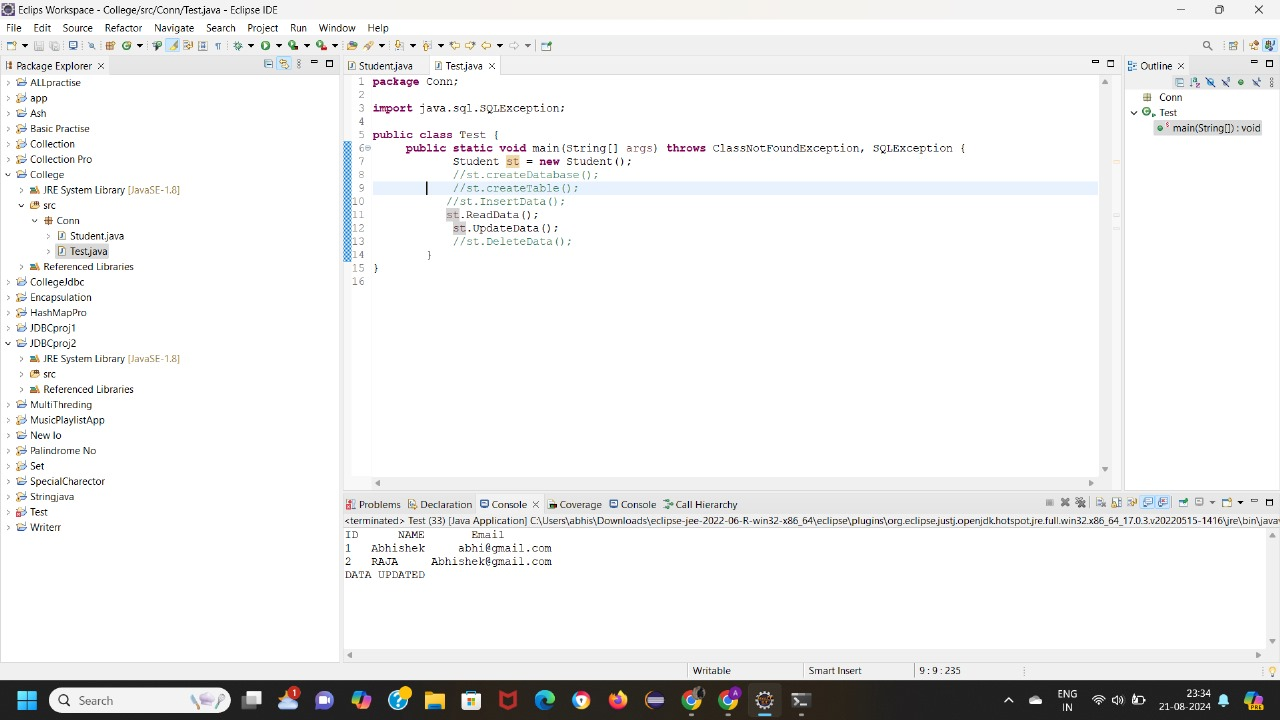 Eclips Workspace - College/src/Conn/Test.java - Eclipse IDE
File Edit Source Refactor Navigate Search Project Run Window Help
Package Explorer
ALLpractise
app
Ash
Basic Practise
Collection
Collection Pro
College
JRE System Library [JavaSE-1.8]
src
Conn
Student.java
Test.java
Referenced Libraries
CollegeJdbc
Encapsulation
HashMapPro
JDBCproj1
JDBCproj2
JRE System Library [JavaSE-1.8]
src
Referenced Libraries
MultiThreding
MusicPlaylistApp
New Io
Palindrome No
Set
SpecialCharector
Stringjava
Test
Writerr
Student.java Test.java
1 package Conn;
2
3 import java.sql.SQLException;
4
5 public class Test {
6 public static void main(String[] args) throws ClassNotFoundException, SQLException {
7 Student st = new Student();
8 //st.createDatabase();
9 //st.createTable();
10 //st.InsertData();
11 st.ReadData();
12 st.UpdateData();
13 //st.DeleteData();
14 }
15 }
16
Outline
Conn
Test
main(String[]) : void
Problems Declaration Console Coverage Console Call Hierarchy
<terminated> Test (33) [Java Application] C:\Users\abhis\Downloads\eclipse-jee-2022-06-R-win32-x86_64\eclipse\plugins\org.eclipse.justj.openjdk.hotspot.jre.full.win32.x86_64_17.0.3.v20220515-1416\jre\bin\java
ID NAME Email
1 Abhishek abhi@gmail.com
2 RAJA Abhishek@gmail.com
DATA UPDATED
Writable Smart Insert 9 : 9 : 235
Search
1
A
ENG
IN
23:34
21-08-2024
PRE